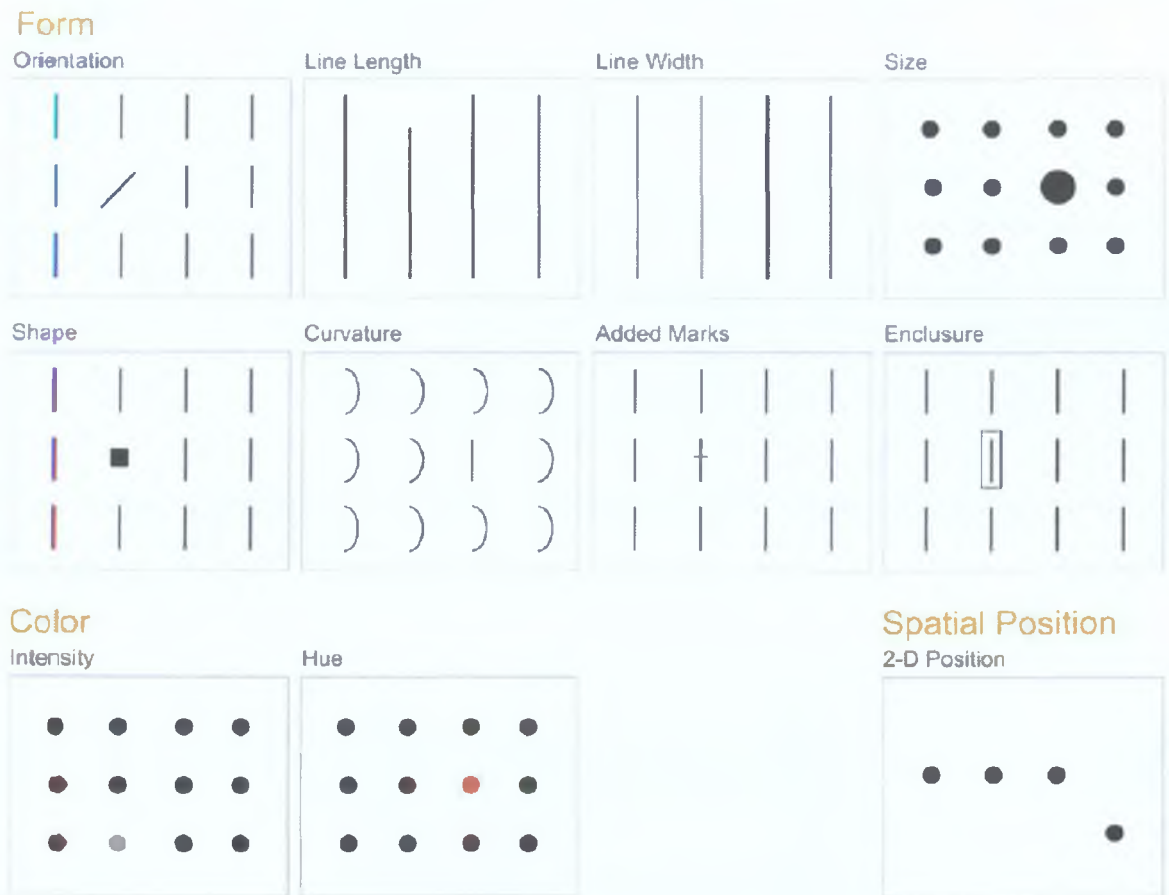 Form
Orientation
Line Length
Line Width
Size
Shape
Curvature
Added Marks
Enclusure
Color
Spatial Position
Intensity
Hue
2-D Position